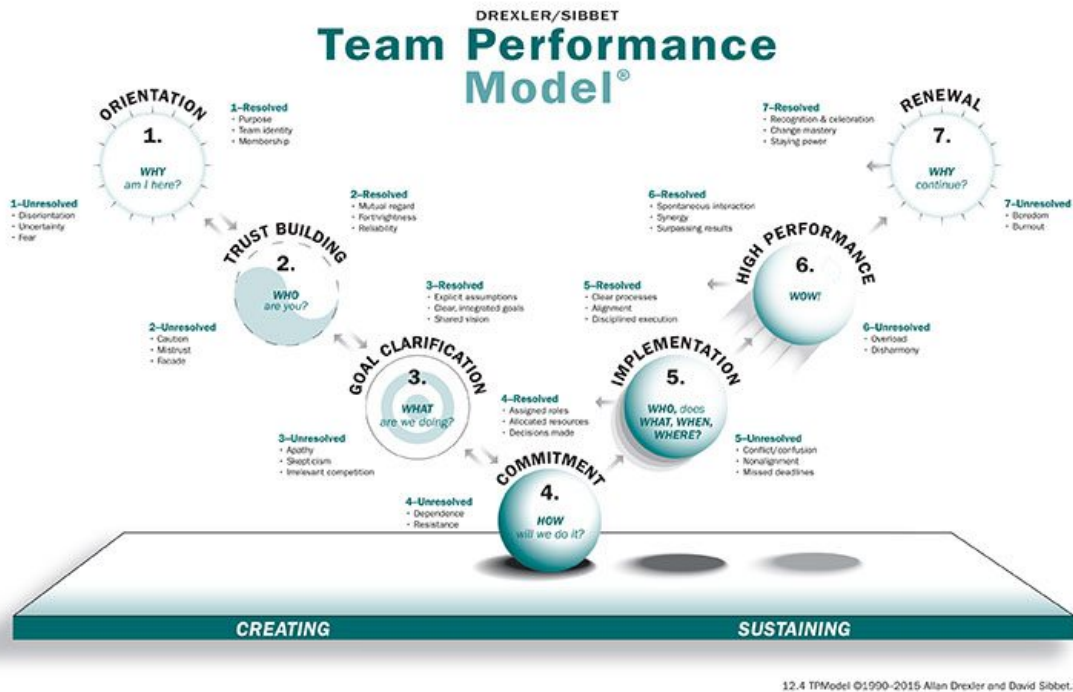 DREXLER/SIBBET
Team Performance
Model®
ORIENTATION
1.
WHY
am I here?
1–Resolved
• Purpose
• Team identity
• Membership
1–Unresolved
• Disorientation
• Uncertainty
• Fear
TRUST BUILDING
2.
WHO
are you?
2–Resolved
• Mutual regard
• Forthrightness
• Reliability
2–Unresolved
• Caution
• Mistrust
• Facade
GOAL CLARIFICATION
3.
WHAT
are we doing?
3–Resolved
• Explicit assumptions
• Clear, integrated goals
• Shared vision
3–Unresolved
• Apathy
• Skepticism
• Irrelevant competition
COMMITMENT
4.
HOW
will we do it?
4–Resolved
• Assigned roles
• Allocated resources
• Decisions made
4–Unresolved
• Dependence
• Resistance
IMPLEMENTATION
5.
WHO, does
WHAT, WHEN,
WHERE?
5–Resolved
• Clear processes
• Alignment
• Disciplined execution
5–Unresolved
• Conflict/confusion
• Nonalignment
• Missed deadlines
HIGH PERFORMANCE
6.
WOW!
6–Resolved
• Spontaneous interaction
• Synergy
• Surpassing results
6–Unresolved
• Overload
• Disharmony
RENEWAL
7.
WHY
continue?
7–Resolved
• Recognition & celebration
• Change mastery
• Staying power
7–Unresolved
• Boredom
• Burnout
CREATING
SUSTAINING
12.4 TPModel ©1990–2015 Allan Drexler and David Sibbet.